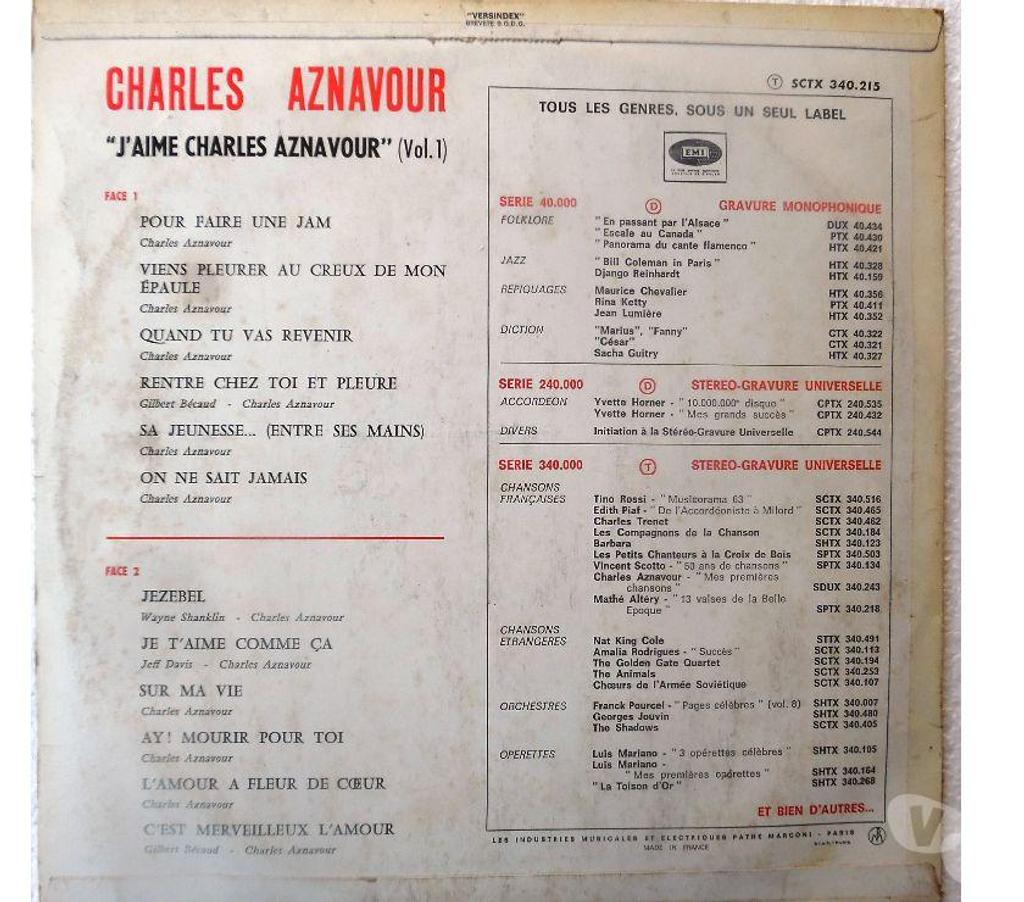 "VERSINDEX"
BREVETÉ S.G.D.G.
CHARLES AZNAVOUR
"J'AIME CHARLES AZNAVOUR" (Vol.1)
FACE 1
POUR FAIRE UNE JAM
Charles Aznavour
VIENS PLEURER AU CREUX DE MON
ÉPAULE
Charles Aznavour
QUAND TU VAS REVENIR
Charles Aznavour
RENTRE CHEZ TOI ET PLEURE
Gilbert Bécaud - Charles Aznavour
SA JEUNESSE... (ENTRE SES MAINS)
Charles Aznavour
ON NE SAIT JAMAIS
Charles Aznavour
FACE 2
JEZEBEL
Wayne Shanklin - Charles Aznavour
JE T'AIME COMME ÇA
Jeff Davis - Charles Aznavour
SUR MA VIE
Charles Aznavour
AY! MOURIR POUR TOI
Charles Aznavour
L'AMOUR A FLEUR DE CŒUR
Charles Aznavour
C'EST MERVEILLEUX L'AMOUR
Gilbert Bécaud - Charles Aznavour
T SCTX 340.215
TOUS LES GENRES, SOUS UN SEUL LABEL
EMI
SERIE 40.000 D GRAVURE MONOPHONIQUE
FOLKLORE "En passant par l'Alsace" DUX 40.434
"Escale au Canada" PTX 40.430
"Panorama du cante flamenco" HTX 40.421
JAZZ "Bill Coleman in Paris" HTX 40.328
Django Reinhardt HTX 40.159
REPIQUAGES Maurice Chevalier HTX 40.356
Rina Ketty PTX 40.411
Jean Lumière HTX 40.352
DICTION "Marius", "Fanny" CTX 40.322
"César" CTX 40.321
Sacha Guitry HTX 40.327
SERIE 240.000 D STEREO-GRAVURE UNIVERSELLE
ACCORDEON Yvette Horner - "10.000.000e disque" CPTX 240.535
Yvette Horner - "Mes grands succès" CPTX 240.432
DIVERS Initiation à la Stéréo-Gravure Universelle CPTX 240.544
SERIE 340.000 T STEREO-GRAVURE UNIVERSELLE
CHANSONS
FRANÇAISES Tino Rossi - "Musicorama 63" SCTX 340.516
Edith Piaf - "De l'Accordéoniste à Milord" SCTX 340.465
Charles Trenet SCTX 340.462
Les Compagnons de la Chanson SCTX 340.184
Barbara SHTX 340.123
Les Petits Chanteurs à la Croix de Bois SPTX 340.503
Vincent Scotto - "50 ans de chansons" SPTX 340.134
Charles Aznavour - "Mes premières
chansons" SDUX 340.243
Mathé Altéry - "13 valses de la Belle
Epoque" SPTX 340.218
CHANSONS
ETRANGERES Nat King Cole STTX 340.491
Amalia Rodrigues - "Succès" SCTX 340.113
The Golden Gate Quartet SCTX 340.194
The Animals SCTX 340.253
Chœurs de l'Armée Soviétique SCTX 340.107
ORCHESTRES Franck Pourcel - "Pages célèbres" (vol. 8) SHTX 340.007
Georges Jouvin SHTX 340.480
The Shadows SCTX 340.405
OPERETTES Luis Mariano - "3 opérettes célèbres" SHTX 340.105
Luis Mariano -
"Mes premières opérettes" SHTX 340.164
"La Toison d'Or" SHTX 340.268
ET BIEN D'AUTRES...
LES INDUSTRIES MUSICALES ET ELECTRIQUES PATHE MARCONI - PARIS
MADE IN FRANCE
V